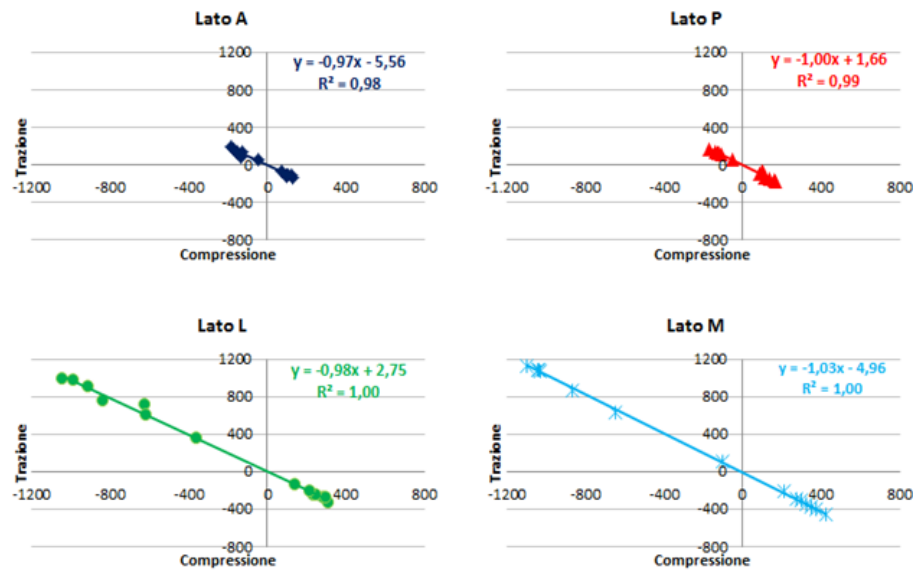 Lato A
1200
y = -0,97x - 5,56
R² = 0,98
800
400
0
-1200
-800
-400
0
400
800
-400
-800
Trazione
Compressione
Lato P
1200
y = -1,00x + 1,66
R² = 0,99
800
400
0
-1200
-800
-400
0
400
800
-400
-800
Trazione
Compressione
Lato L
1200
y = -0,98x + 2,75
R² = 1,00
800
400
0
-1200
-800
-400
0
400
800
-400
-800
Trazione
Compressione
Lato M
1200
y = -1,03x - 4,96
R² = 1,00
800
400
0
-1200
-800
-400
0
400
800
-400
-800
Trazione
Compressione